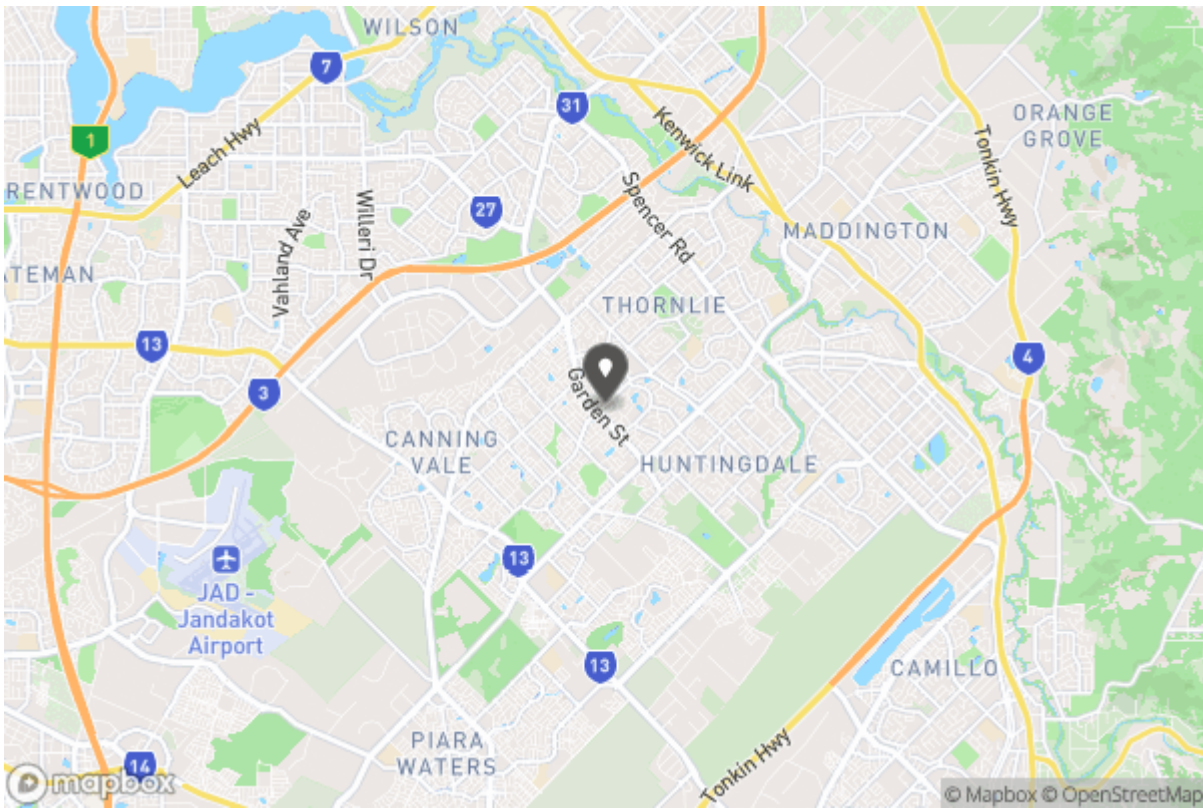 WILSON
7
31
1
Leach Hwy
Kenwick Link
ORANGE
GROVE
Tonkin Hwy
RENTWOOD
Willeri Dr
27
Spencer Rd
Vahland Ave
MADDINGTON
ATEMAN
THORNLIE
13
4
3
Garden St
CANNING
VALE
HUNTINGDALE
13
JAD -
Jandakot
Airport
13
CAMILLO
PIARA
WATERS
Tonkin Hwy
14
mapbox
© Mapbox © OpenStreetMap